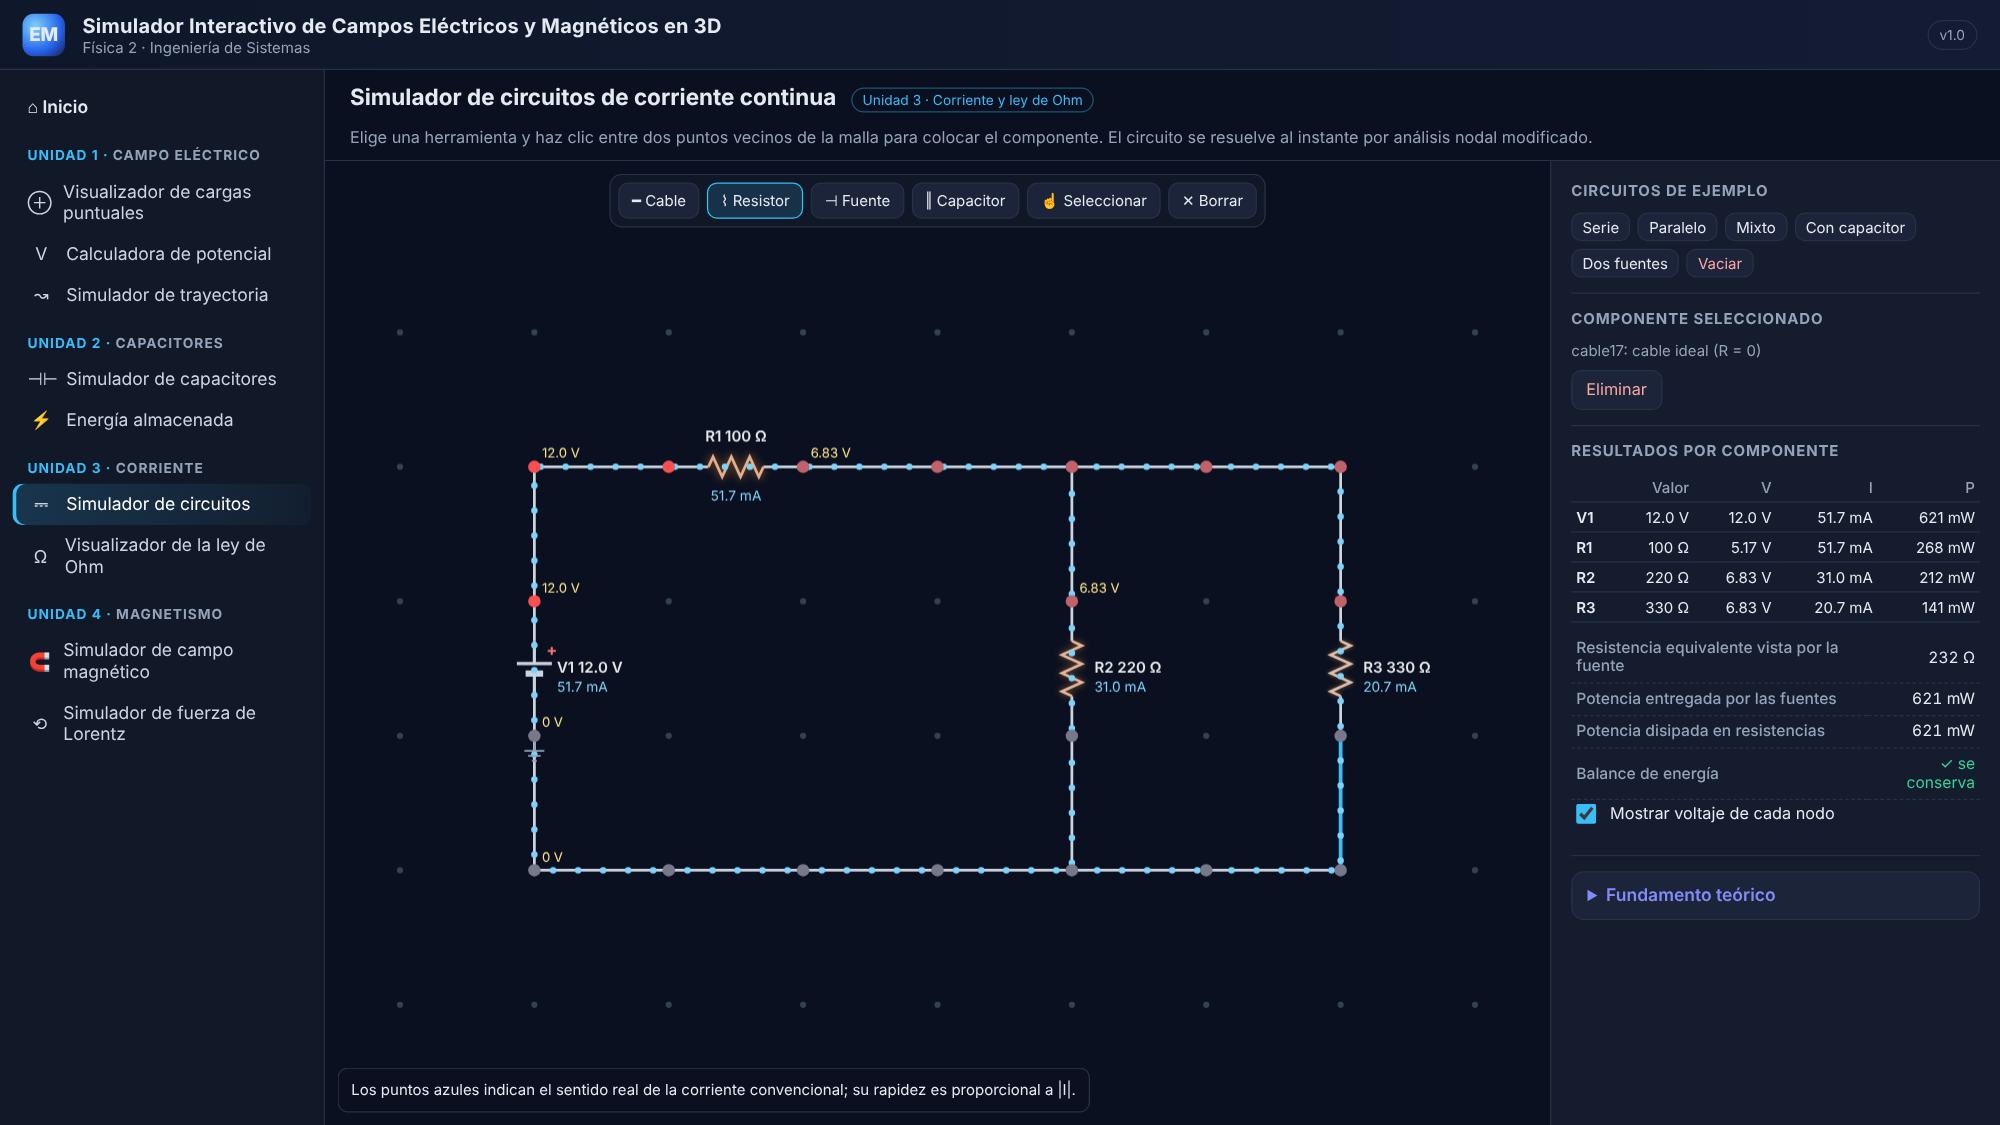 EM
Simulador Interactivo de Campos Eléctricos y Magnéticos en 3D
Física 2 · Ingeniería de Sistemas
v1.0
⌂ Inicio
UNIDAD 1 · CAMPO ELÉCTRICO
Visualizador de cargas
puntuales
V Calculadora de potencial
Simulador de trayectoria
UNIDAD 2 · CAPACITORES
Simulador de capacitores
⚡ Energía almacenada
UNIDAD 3 · CORRIENTE
Simulador de circuitos
Ω Visualizador de la ley de
Ohm
UNIDAD 4 · MAGNETISMO
Simulador de campo
magnético
Simulador de fuerza de
Lorentz
Simulador de circuitos de corriente continua
Unidad 3 · Corriente y ley de Ohm
Elige una herramienta y haz clic entre dos puntos vecinos de la malla para colocar el componente. El circuito se resuelve al instante por análisis nodal modificado.
Cable
Resistor
Fuente
Capacitor
Seleccionar
✕ Borrar
R1 100 Ω
12.0 V
6.83 V
51.7 mA
12.0 V
6.83 V
+
V1 12.0 V
51.7 mA
R2 220 Ω
31.0 mA
R3 330 Ω
20.7 mA
0 V
0 V
Los puntos azules indican el sentido real de la corriente convencional; su rapidez es proporcional a |I|.
CIRCUITOS DE EJEMPLO
Serie
Paralelo
Mixto
Con capacitor
Dos fuentes
Vaciar
COMPONENTE SELECCIONADO
cable17: cable ideal (R = 0)
Eliminar
RESULTADOS POR COMPONENTE
Valor V I P
V1 12.0 V 12.0 V 51.7 mA 621 mW
R1 100 Ω 5.17 V 51.7 mA 268 mW
R2 220 Ω 6.83 V 31.0 mA 212 mW
R3 330 Ω 6.83 V 20.7 mA 141 mW
Resistencia equivalente vista por la
fuente 232 Ω
Potencia entregada por las fuentes 621 mW
Potencia disipada en resistencias 621 mW
Balance de energía ✓ se
conserva
Mostrar voltaje de cada nodo
▶ Fundamento teórico